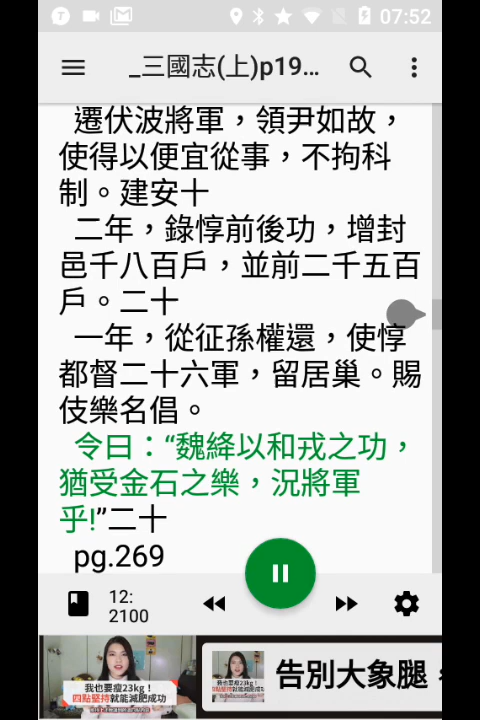 07:52
_三國志(上)p19...
遷伏波將軍，領尹如故，
使得以便宜從事，不拘科
制。建安十
二年，錄惇前後功，增封
邑千八百戶，並前二千五百
戶。二十
一年，從征孫權還，使惇
都督二十六軍，留居巢。賜
伎樂名倡。
令曰：“魏絳以和戎之功，
猶受金石之樂，況將軍
乎!”二十
pg.269
12:
2100
我也要瘦23kg！
四點堅持就能減肥成功
告別大象腿